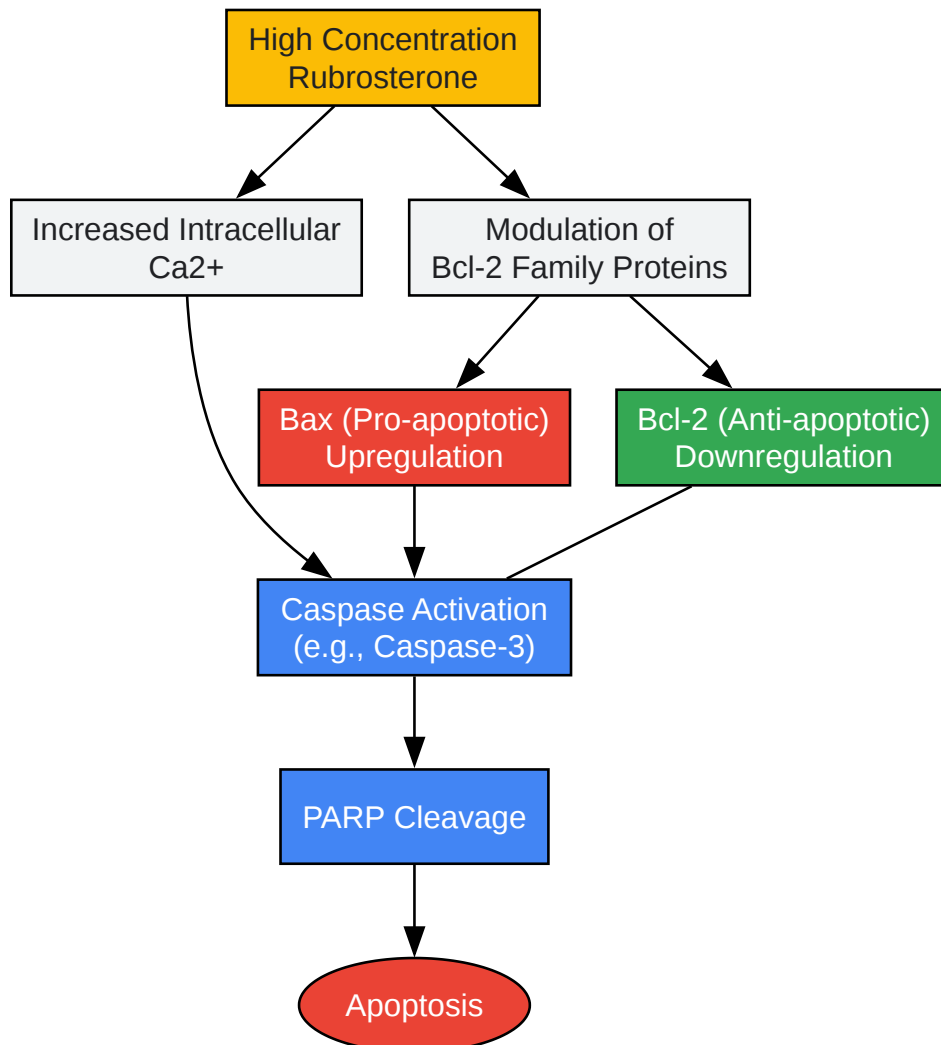 High Concentration
Rubrosterone
Increased Intracellular
Ca2+
Modulation of
Bcl-2 Family Proteins
Bax (Pro-apoptotic)
Upregulation
Bcl-2 (Anti-apoptotic)
Downregulation
Caspase Activation
(e.g., Caspase-3)
PARP Cleavage
Apoptosis